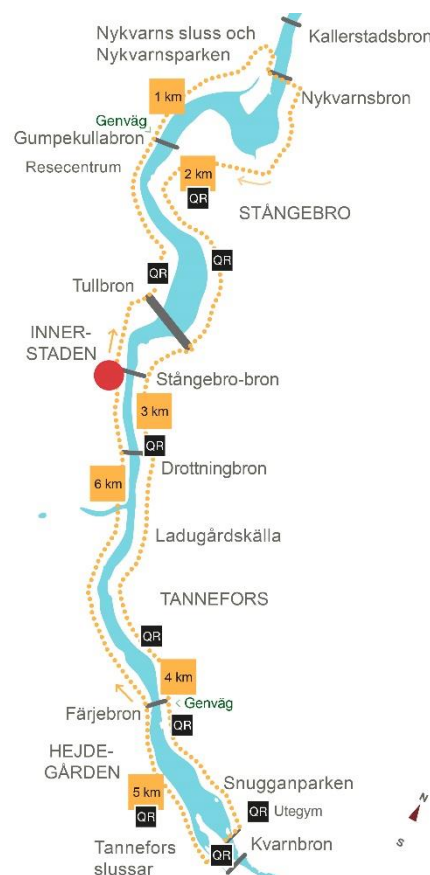 Nykvarns sluss och
Nykvarnsparken
Kallerstadsbron
1 km
Nykvarnsbron
Genväg
Gumpekullabron
Resecentrum
2 km
QR
STÅNGEBRO
QR
QR
Tullbron
INNER-
STADEN
Stångebro-bron
3 km
QR
Drottningbron
6 km
Ladugårdskälla
TANNEFORS
QR
4 km
Färjebron
< Genväg
QR
HEJDE-
GÅRDEN
Snugganparken
5 km
QR
QR Utegym
N
S
Tannefors
slussar
QR
Kvarnbron